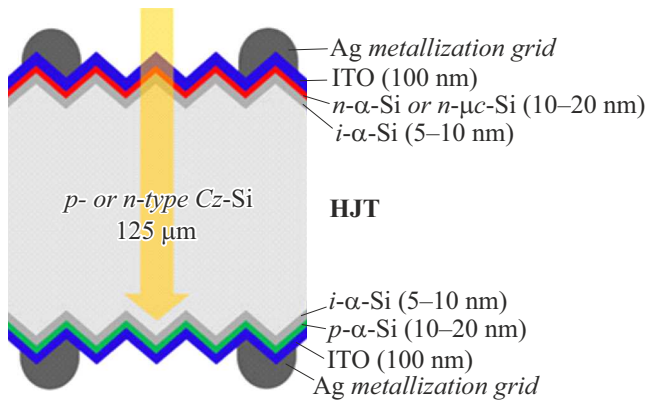 Ag metallization grid
ITO (100 nm)
n-α-Si or n-μc-Si (10–20 nm)
i-α-Si (5–10 nm)
p- or n-type Cz-Si
125 μm
HJT
i-α-Si (5–10 nm)
p-α-Si (10–20 nm)
ITO (100 nm)
Ag metallization grid